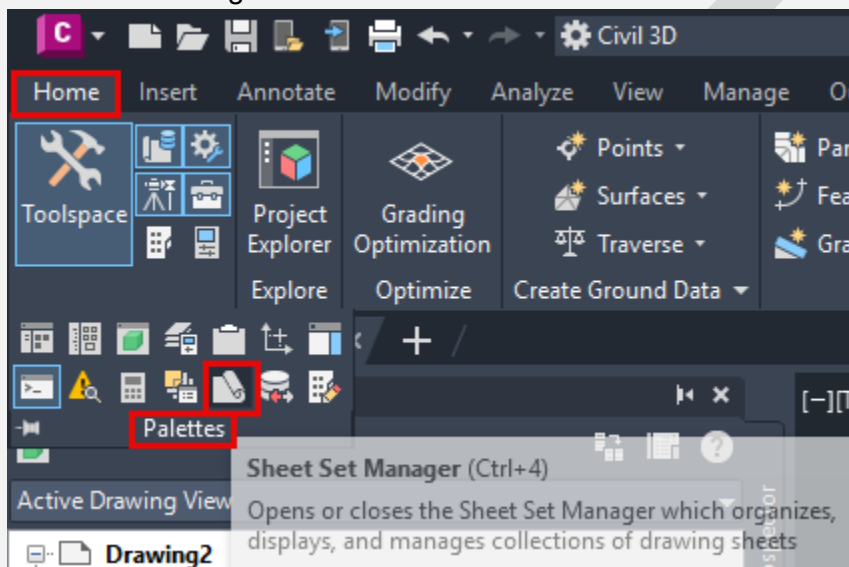 C
Civil 3D
Home Insert Annotate Modify Analyze View Manage
Toolspace
Project Explorer
Grading Optimization
Points
Surfaces
Traverse
Explore Optimize Create Ground Data
Palettes
[−]
Sheet Set Manager (Ctrl+4)
Active Drawing View
Opens or closes the Sheet Set Manager which organizes,
displays, and manages collections of drawing sheets
Drawing2